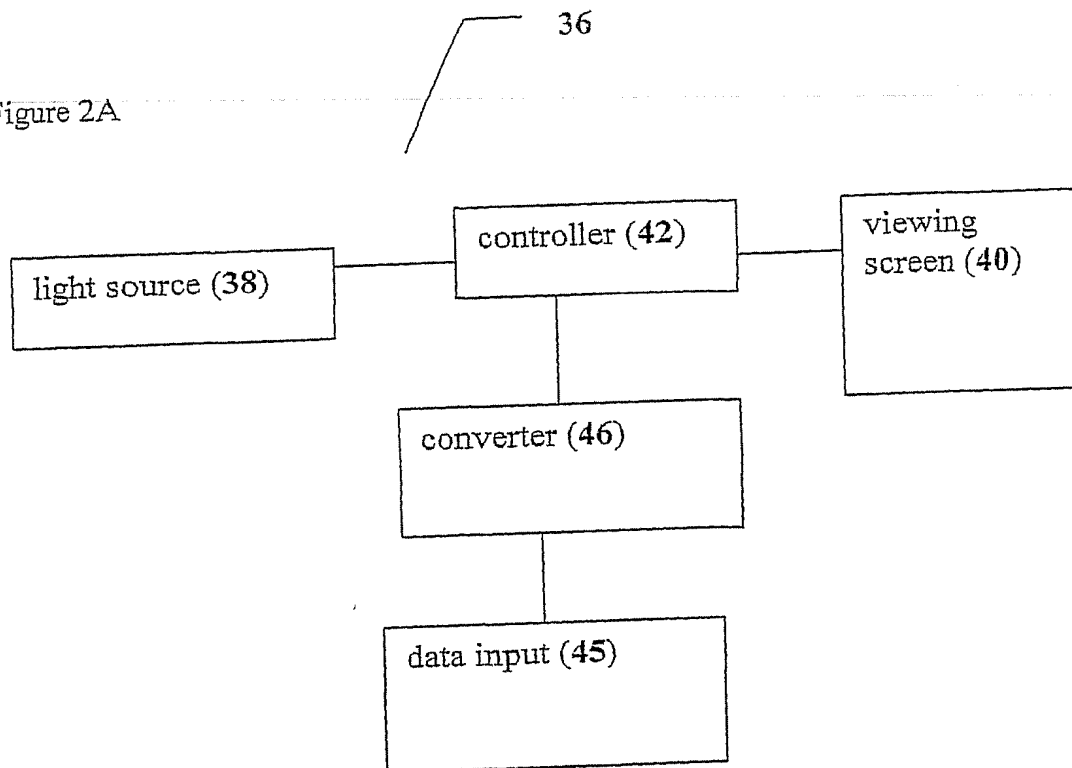 36
Figure 2A
controller (42)
viewing
screen (40)
light source (38)
converter (46)
data input (45)